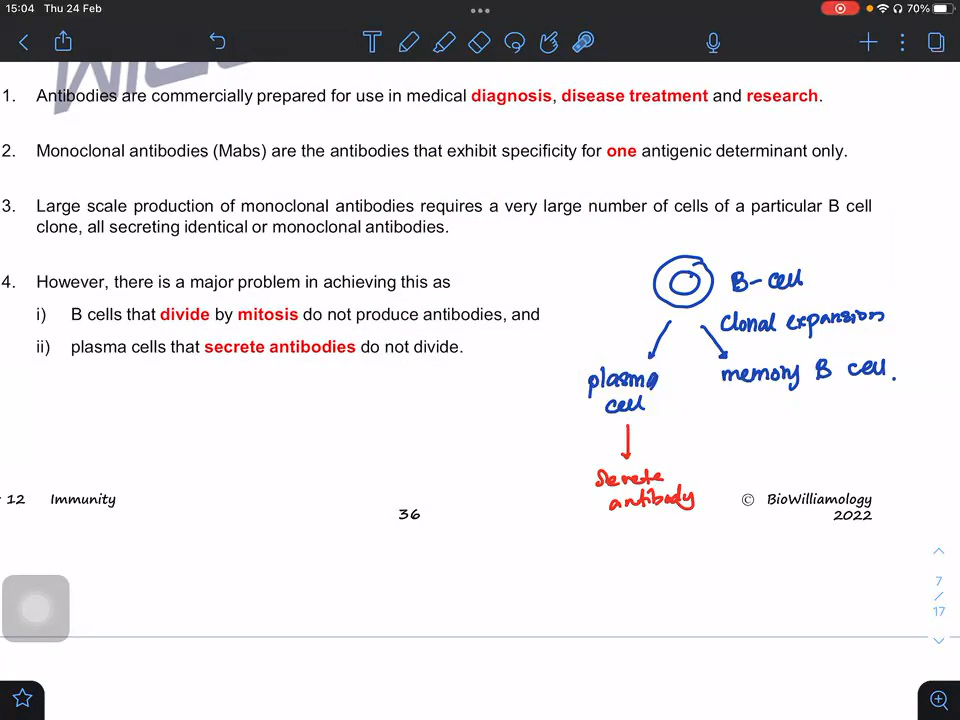 15:04 Thu 24 Feb
70%
1. Antibodies are commercially prepared for use in medical diagnosis, disease treatment and research.
2. Monoclonal antibodies (Mabs) are the antibodies that exhibit specificity for one antigenic determinant only.
3. Large scale production of monoclonal antibodies requires a very large number of cells of a particular B cell
clone, all secreting identical or monoclonal antibodies.
4. However, there is a major problem in achieving this as
i) B cells that divide by mitosis do not produce antibodies, and
ii) plasma cells that secrete antibodies do not divide.
B-cell
clonal expansion
plasma
cell
memory B cell.
Secrete
antibody
12 Immunity
36
© BioWilliamology
2022
7
/
17